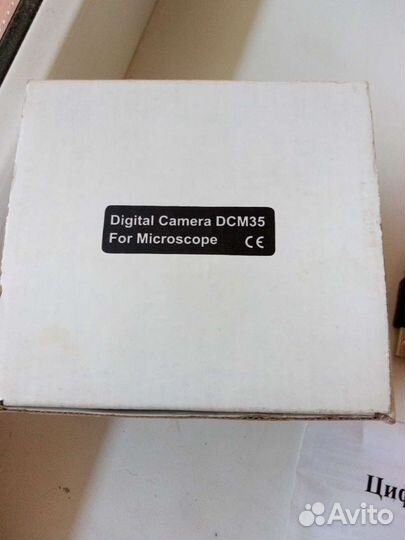 Digital Camera DCM35
For Microscope CE
Циф
Avito